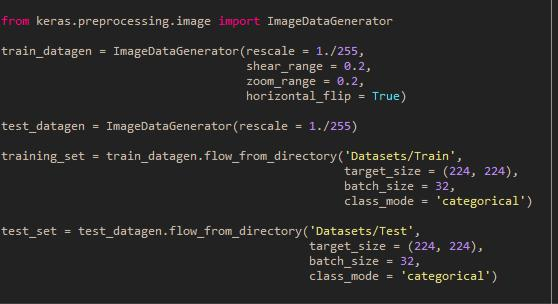 from keras.preprocessing.image import ImageDataGenerator
train_datagen = ImageDataGenerator(rescale = 1./255,
shear_range = 0.2,
zoom_range = 0.2,
horizontal_flip = True)
test_datagen = ImageDataGenerator(rescale = 1./255)
training_set = train_datagen.flow_from_directory('Datasets/Train',
target_size = (224, 224),
batch_size = 32,
class_mode = 'categorical')
test_set = test_datagen.flow_from_directory('Datasets/Test',
target_size = (224, 224),
batch_size = 32,
class_mode = 'categorical')